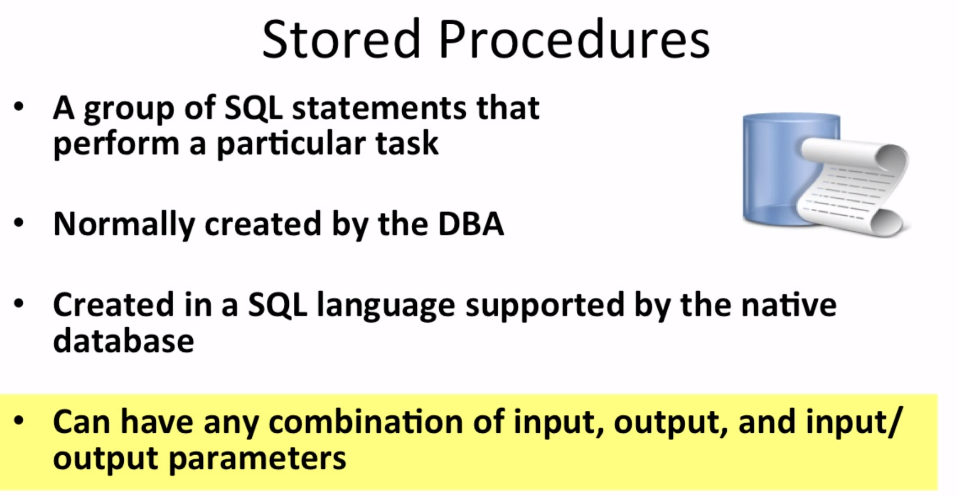 Stored Procedures
• A group of SQL statements that
perform a particular task
• Normally created by the DBA
• Created in a SQL language supported by the native
database
• Can have any combination of input, output, and input/
output parameters